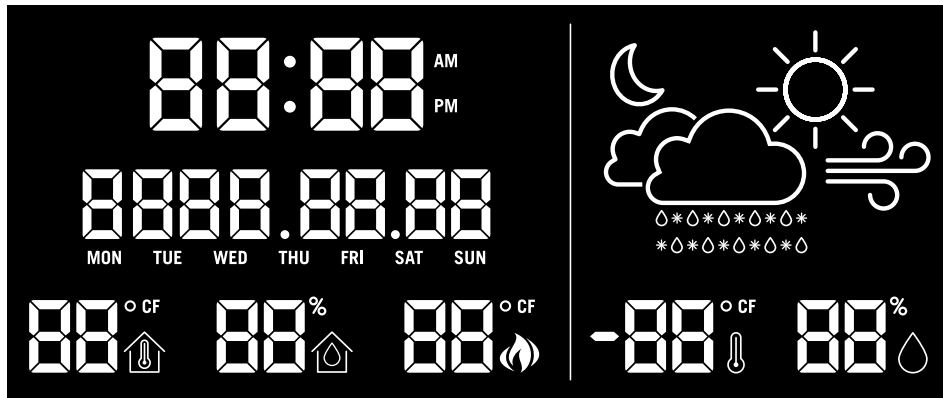 88:88 AM
PM
8888.88.88
MON TUE WED THU FRI SAT SUN
88 °CF 88 % 88 °CF -88 °CF 88 %